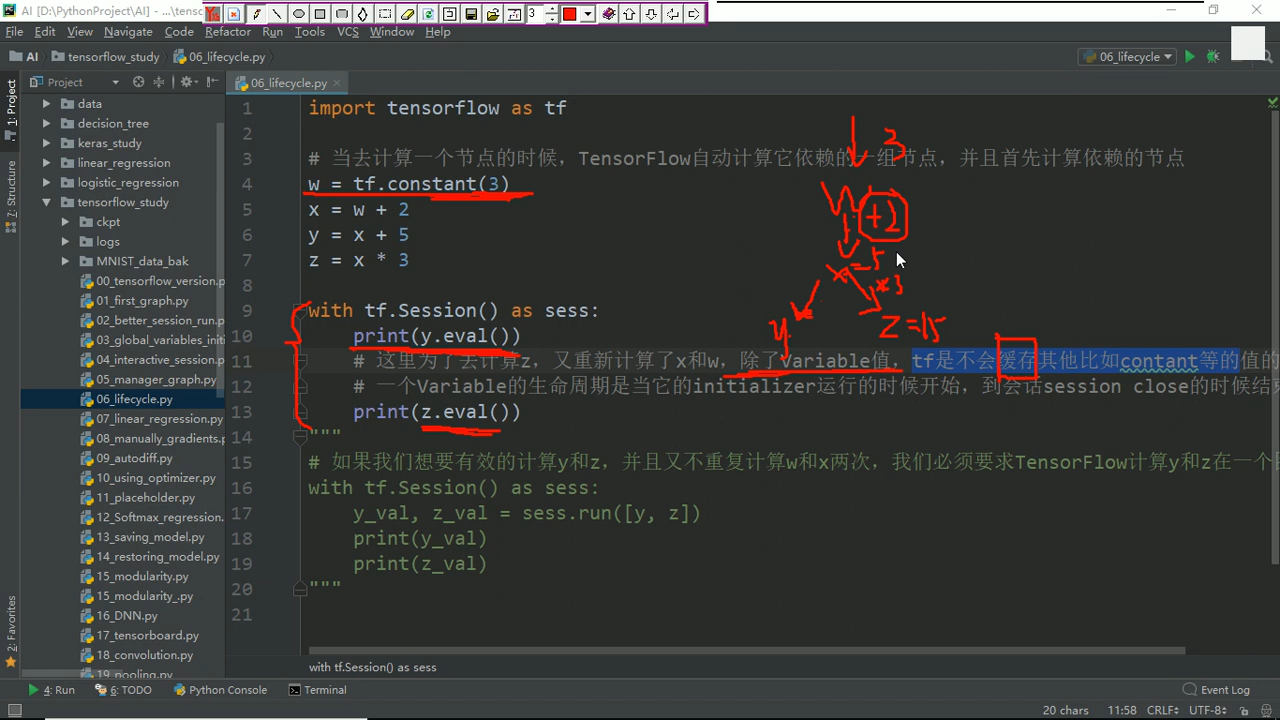 AI [D:\PythonProject\AI] - ...\tensor
3
File Edit View Navigate Code Refactor Run Tools VCS Window Help
AI tensorflow_study 06_lifecycle.py
06_lifecycle
Project
06_lifecycle.py
1: Project
7: Structure
2: Favorites
data
decision_tree
keras_study
linear_regression
logistic_regression
tensorflow_study
ckpt
logs
MNIST_data_bak
00_tensorflow_version.p
01_first_graph.py
02_better_session_run.p
03_global_variables_init
04_interactive_session.p
05_manager_graph.py
06_lifecycle.py
07_linear_regression.py
08_manually_gradients.p
09_autodiff.py
10_using_optimizer.py
11_placeholder.py
12_Softmax_regression.
13_saving_model.py
14_restoring_model.py
15_modularity.py
15_modularity_.py
16_DNN.py
17_tensorboard.py
18_convolution.py
19_pooling.py
1 import tensorflow as tf
2
3 # 当去计算一个节点的时候，TensorFlow自动计算它依赖的一组节点，并且首先计算依赖的节点
4 w = tf.constant(3)
5 x = w + 2
6 y = x + 5
7 z = x * 3
8
9 with tf.Session() as sess:
10 print(y.eval())
11 # 这里为了去计算z，又重新计算了x和w，除了Variable值，tf是不会缓存其他比如contant等的值的
12 # 一个Variable的生命周期是当它的initializer运行的时候开始，到会话session close的时候结
13 print(z.eval())
14 """
15 # 如果我们想要有效的计算y和z，并且又不重复计算w和x两次，我们必须要求TensorFlow计算y和z在一个
16 with tf.Session() as sess:
17 y_val, z_val = sess.run([y, z])
18 print(y_val)
19 print(z_val)
20 """
21
3
w +2
x=5
*3
y z=15
with tf.Session() as sess
4: Run 6: TODO Python Console Terminal Event Log
20 chars 11:58 CRLF÷ UTF-8÷